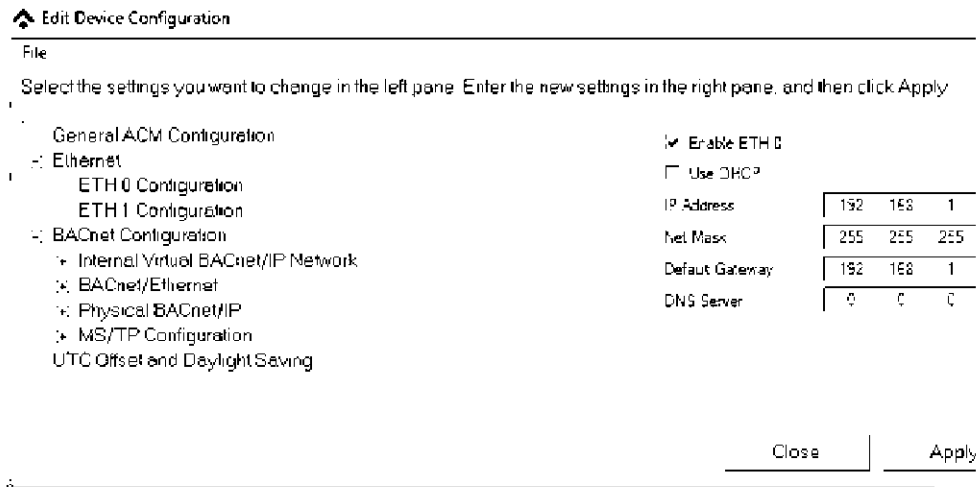 Edit Device Configuration
File
Select the settings you want to change in the left pane. Enter the new settings in the right pane, and then click Apply
General ACM Configuration
Ethernet
ETH 0 Configuration
ETH 1 Configuration
BACnet Configuration
Internal Virtual BACnet/IP Network
BACnet/Ethernet
Physical BACnet/IP
MS/TP Configuration
UTC Offset and Daylight Saving
Enable ETH 0
Use DHCP
IP Address 192 168 1
Net Mask 255 255 255
Default Gateway 192 168 1
DNS Server 0 0 0
Close Apply